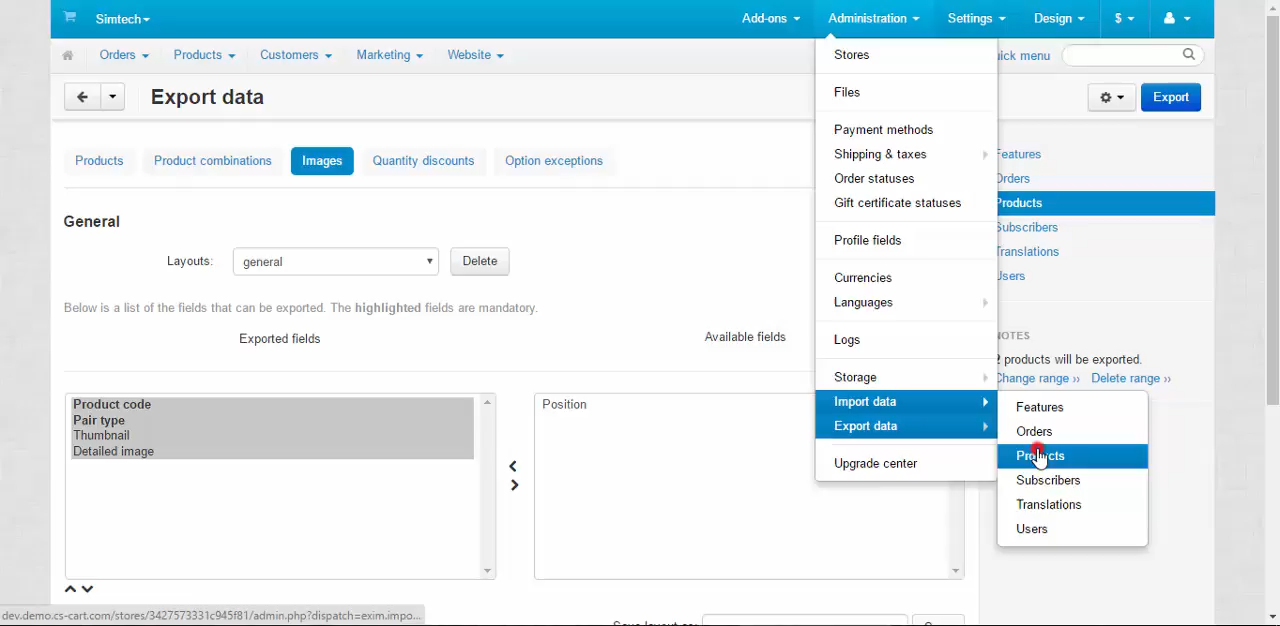 Simtech
Add-ons
Administration
Settings
Design
$
Orders
Products
Customers
Marketing
Website
Stores
uick menu
Export data
Files
Export
Products
Product combinations
Images
Quantity discounts
Option exceptions
Payment methods
Shipping & taxes
Order statuses
Gift certificate statuses
Profile fields
Currencies
Languages
Logs
Storage
Import data
Export data
Upgrade center
Features
Orders
Products
Subscribers
Translations
Users
General
Layouts:
general
Delete
Below is a list of the fields that can be exported. The highlighted fields are mandatory.
Exported fields
Available fields
NOTES
2 products will be exported.
Change range ›› Delete range ››
Product code
Pair type
Thumbnail
Detailed image
Position
Features
Orders
Products
Subscribers
Translations
Users
dev.demo.cs-cart.com/stores/3427573331c945f81/admin.php?dispatch=exim.impo...
Save layout as: